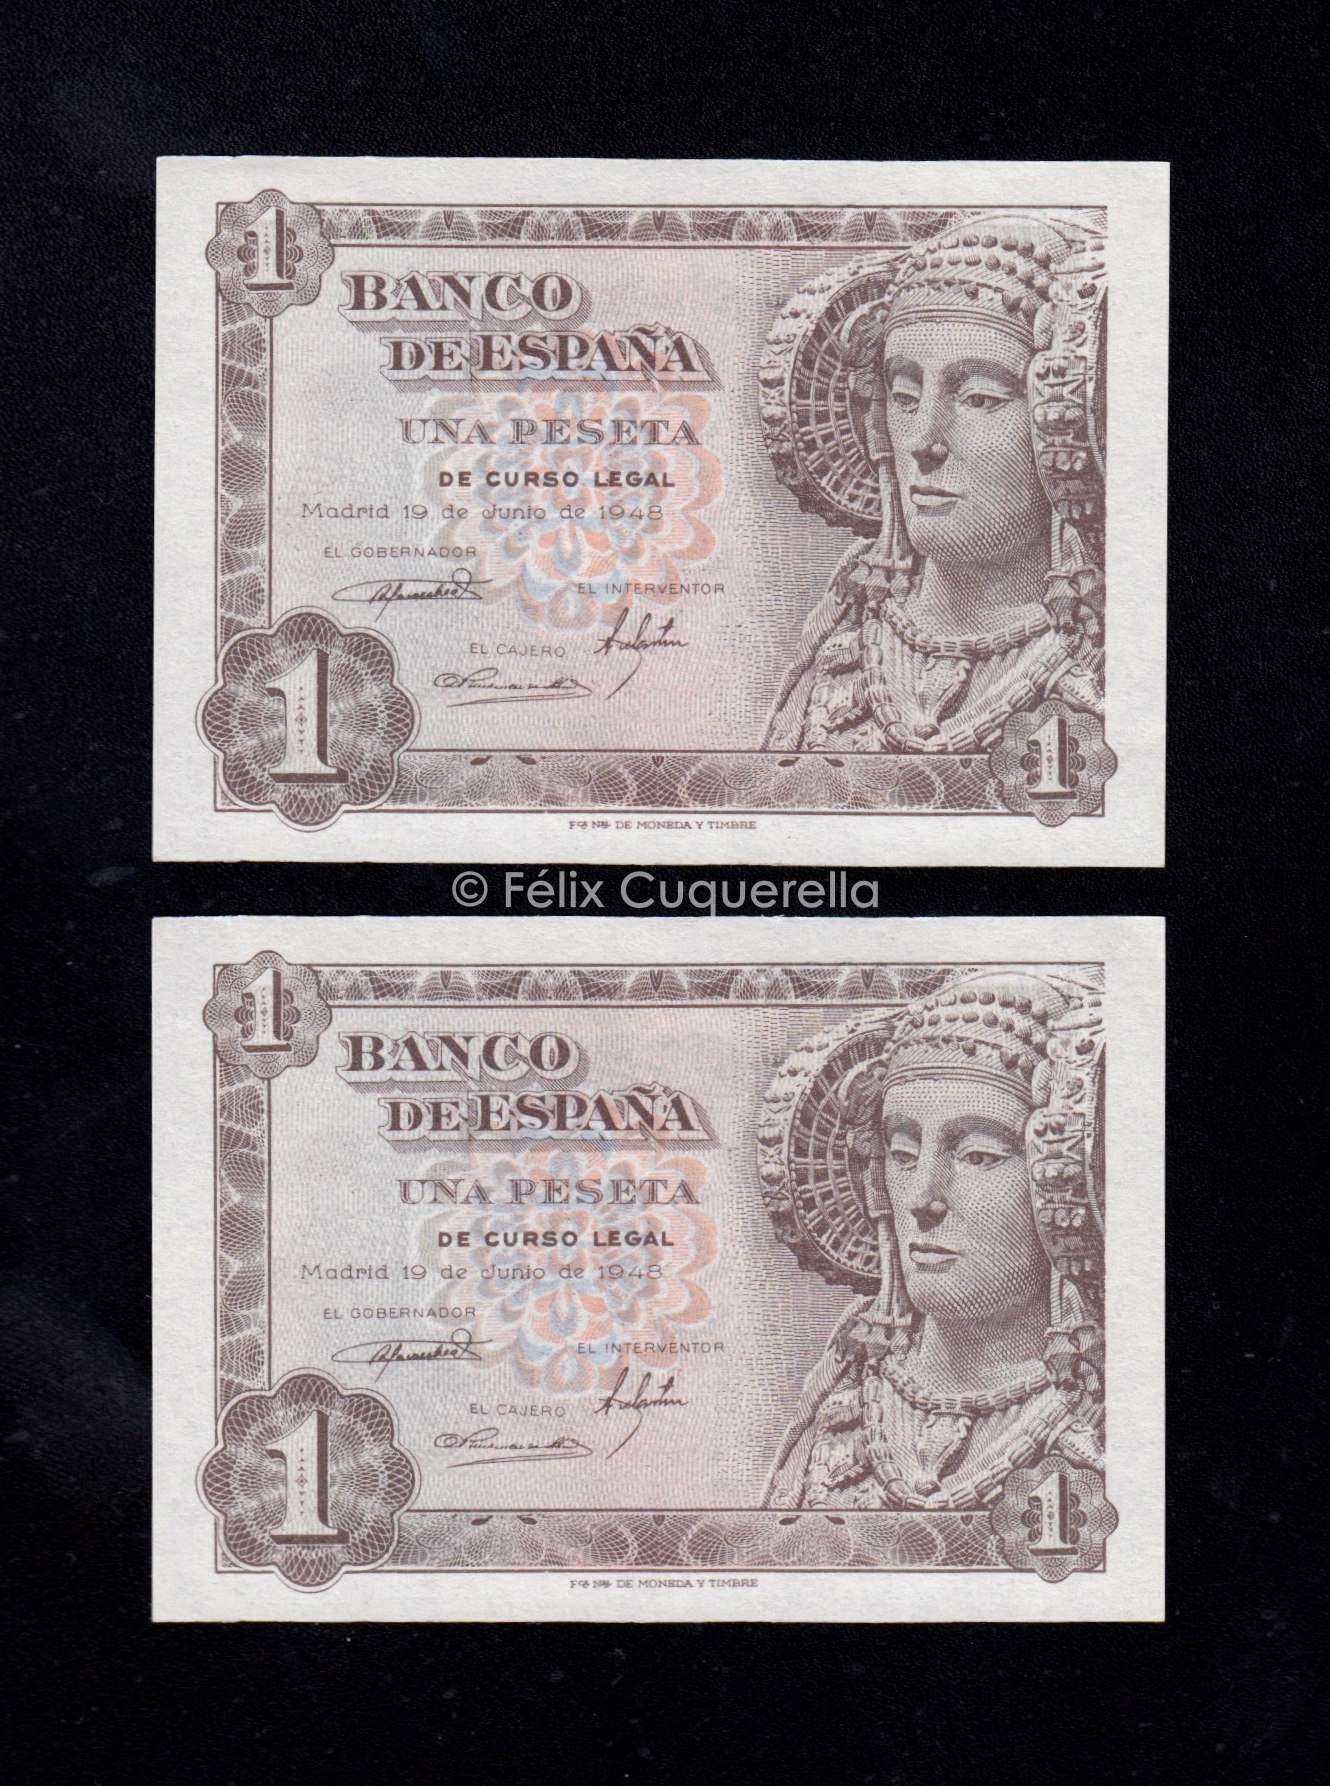 1
BANCO
DE ESPAÑA
UNA PESETA
DE CURSO LEGAL
Madrid 19 de Junio de 1948
EL GOBERNADOR
EL INTERVENTOR
EL CAJERO
1
1
Fca. Nal. DE MONEDA Y TIMBRE
© Félix Cuquerella
1
BANCO
DE ESPAÑA
UNA PESETA
DE CURSO LEGAL
Madrid 19 de Junio de 1948
EL GOBERNADOR
EL INTERVENTOR
EL CAJERO
1
1
Fca. Nal. DE MONEDA Y TIMBRE